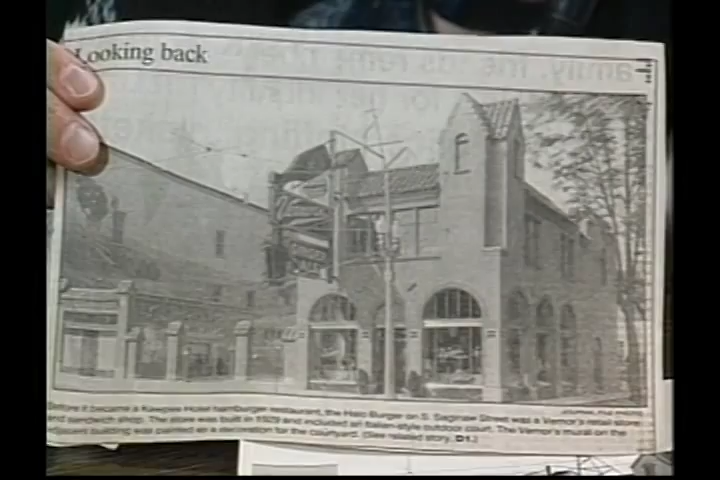 Looking back
Before it became a Kewpee Hotel hamburger restaurant, the Halo Burger on S. Saginaw Street was a Vernor's retail store
and sandwich shop. The store was built in 1929 and included an Italian-style outdoor court. The Vernor's mural on the
adjacent building was painted as a decoration for the courtyard. (See related story, D1.)